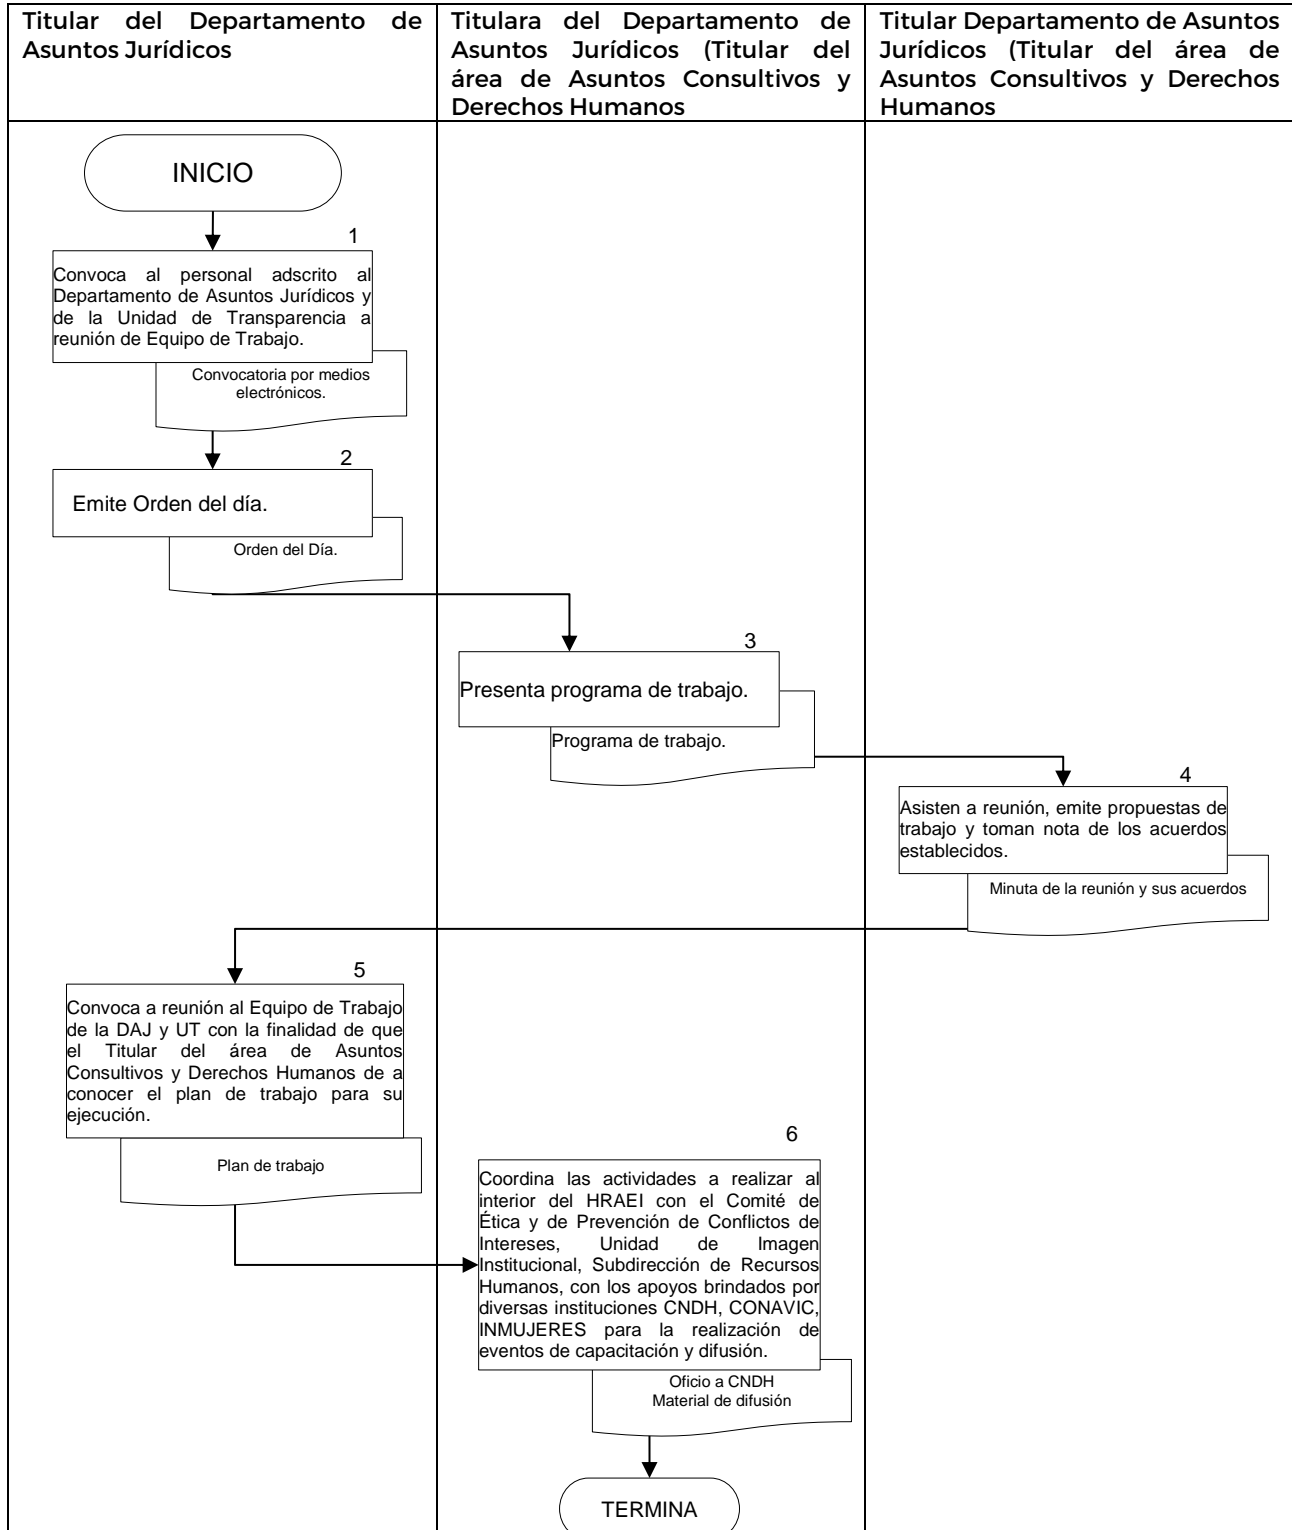 Titular del Departamento de
Asuntos Jurídicos
Titulara del Departamento de
Asuntos Jurídicos (Titular del
área de Asuntos Consultivos y
Derechos Humanos
Titular Departamento de Asuntos
Jurídicos (Titular del área de
Asuntos Consultivos y Derechos
Humanos
INICIO
1
Convoca al personal adscrito al
Departamento de Asuntos Jurídicos y
de la Unidad de Transparencia a
reunión de Equipo de Trabajo.
Convocatoria por medios
electrónicos.
2
Emite Orden del día.
Orden del Día.
3
Presenta programa de trabajo.
Programa de trabajo.
4
Asisten a reunión, emite propuestas de
trabajo y toman nota de los acuerdos
establecidos.
Minuta de la reunión y sus acuerdos
5
Convoca a reunión al Equipo de Trabajo
de la DAJ y UT con la finalidad de que
el Titular del área de Asuntos
Consultivos y Derechos Humanos de a
conocer el plan de trabajo para su
ejecución.
Plan de trabajo
6
Coordina las actividades a realizar al
interior del HRAEI con el Comité de
Ética y de Prevención de Conflictos de
Intereses, Unidad de Imagen
Institucional, Subdirección de Recursos
Humanos, con los apoyos brindados por
diversas instituciones CNDH, CONAVIC,
INMUJERES para la realización de
eventos de capacitación y difusión.
Oficio a CNDH
Material de difusión
TERMINA